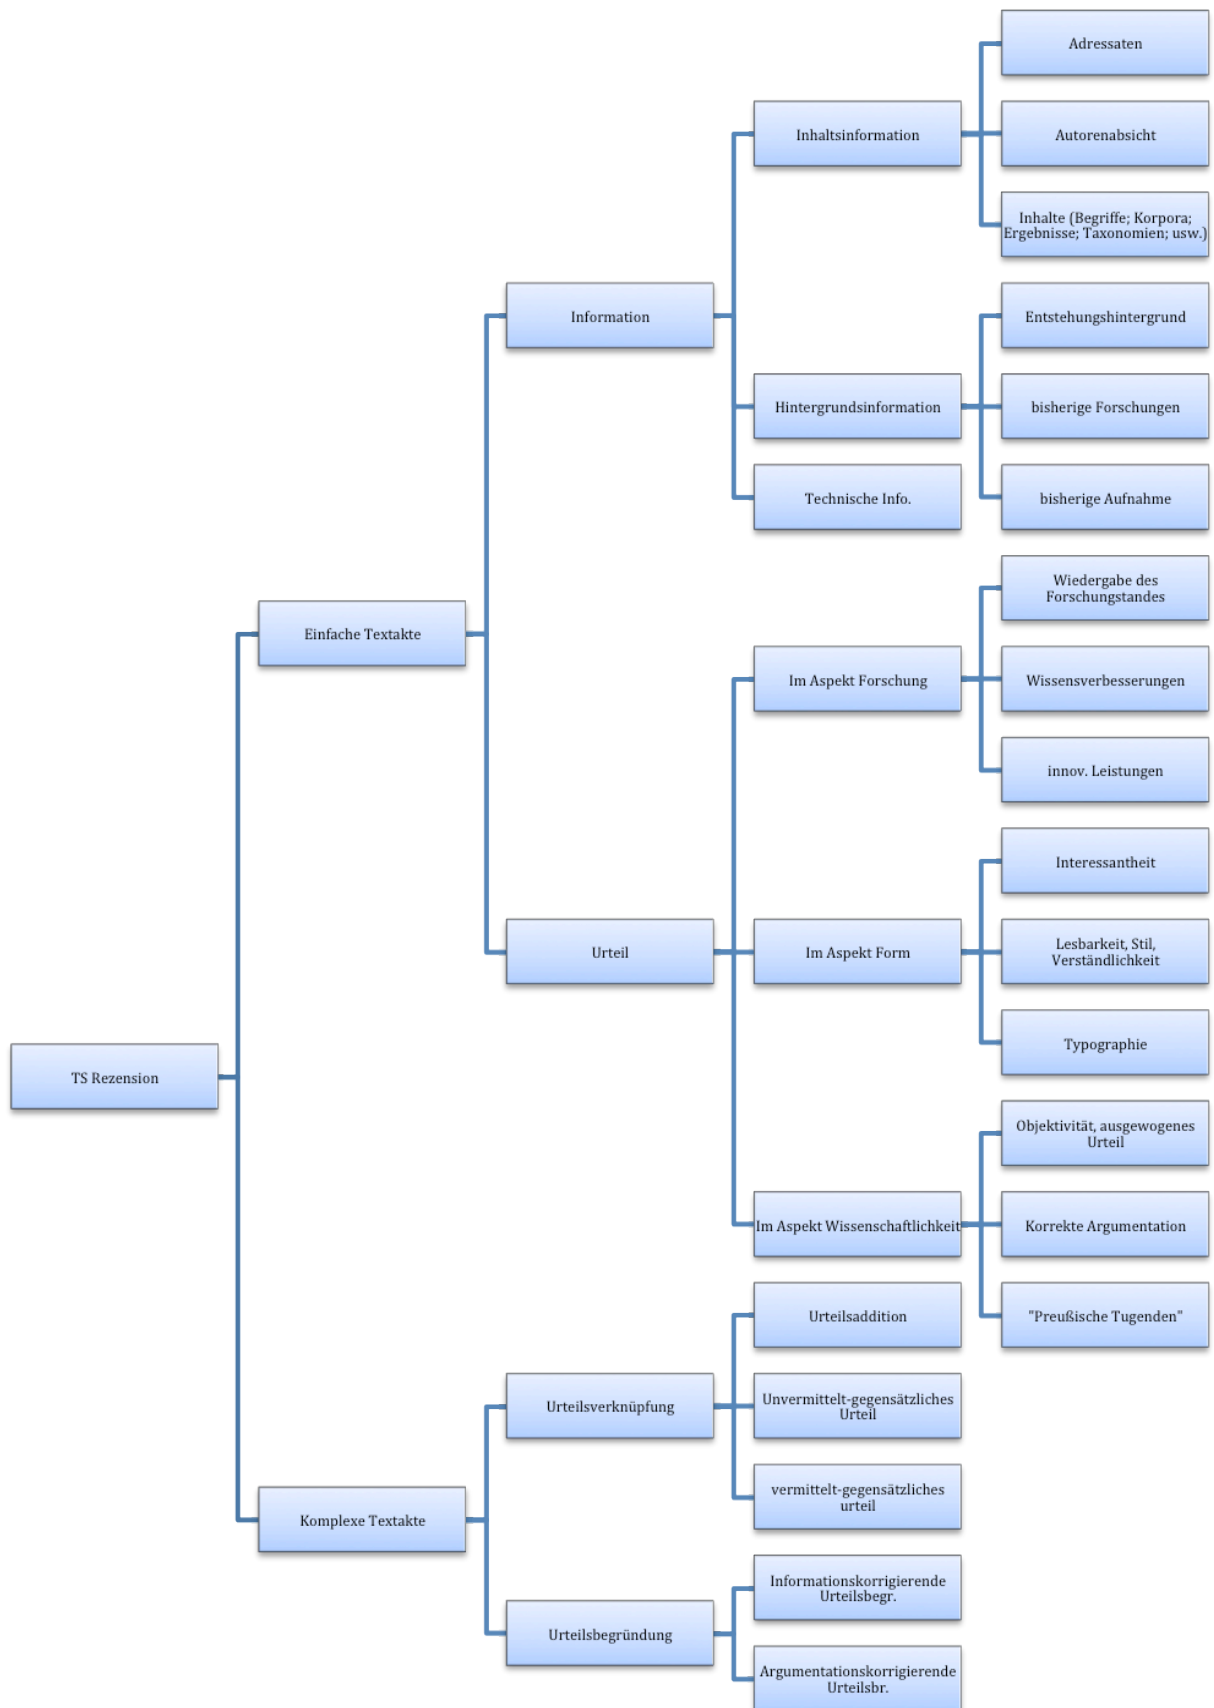 Adressaten
Inhaltsinformation
Autorenabsicht
Inhalte (Begriffe; Korpora;
Ergebnisse; Taxonomien; usw.)
Information
Entstehungshintergrund
Hintergrundsinformation
bisherige Forschungen
Technische Info.
bisherige Aufnahme
Wiedergabe des
Forschungstandes
Einfache Textakte
Im Aspekt Forschung
Wissensverbesserungen
innov. Leistungen
Interessantheit
Urteil
Im Aspekt Form
Lesbarkeit, Stil,
Verständlichkeit
Typographie
TS Rezension
Objektivität, ausgewogenes
Urteil
Im Aspekt Wissenschaftlichkeit
Korrekte Argumentation
Urteilsaddition
"Preußische Tugenden"
Urteilsverknüpfung
Unvermittelt-gegensätzliches
Urteil
vermittelt-gegensätzliches
urteil
Komplexe Textakte
Informationskorrigierende
Urteilsbegr.
Urteilsbegründung
Argumentationskorrigierende
Urteilsbr.